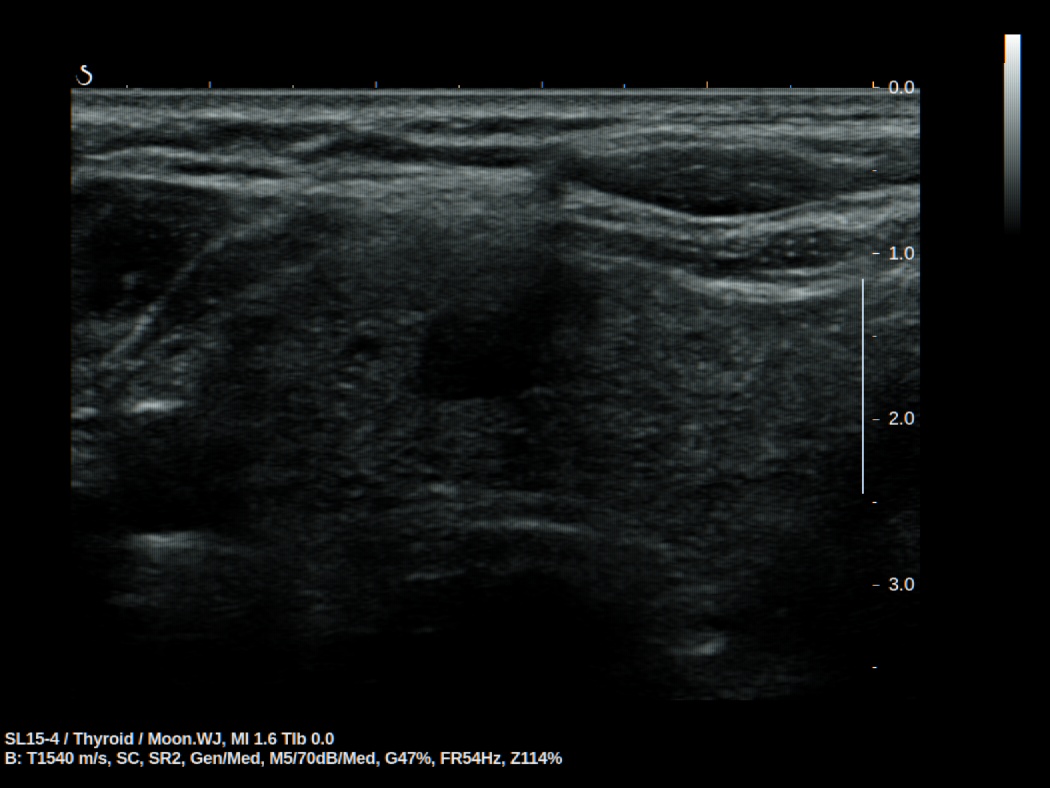 0.0
1.0
2.0
3.0
SL15-4 / Thyroid / Moon.WJ, MI 1.6 TIb 0.0
B: T1540 m/s, SC, SR2, Gen/Med, M5/70dB/Med, G47%, FR54Hz, Z114%